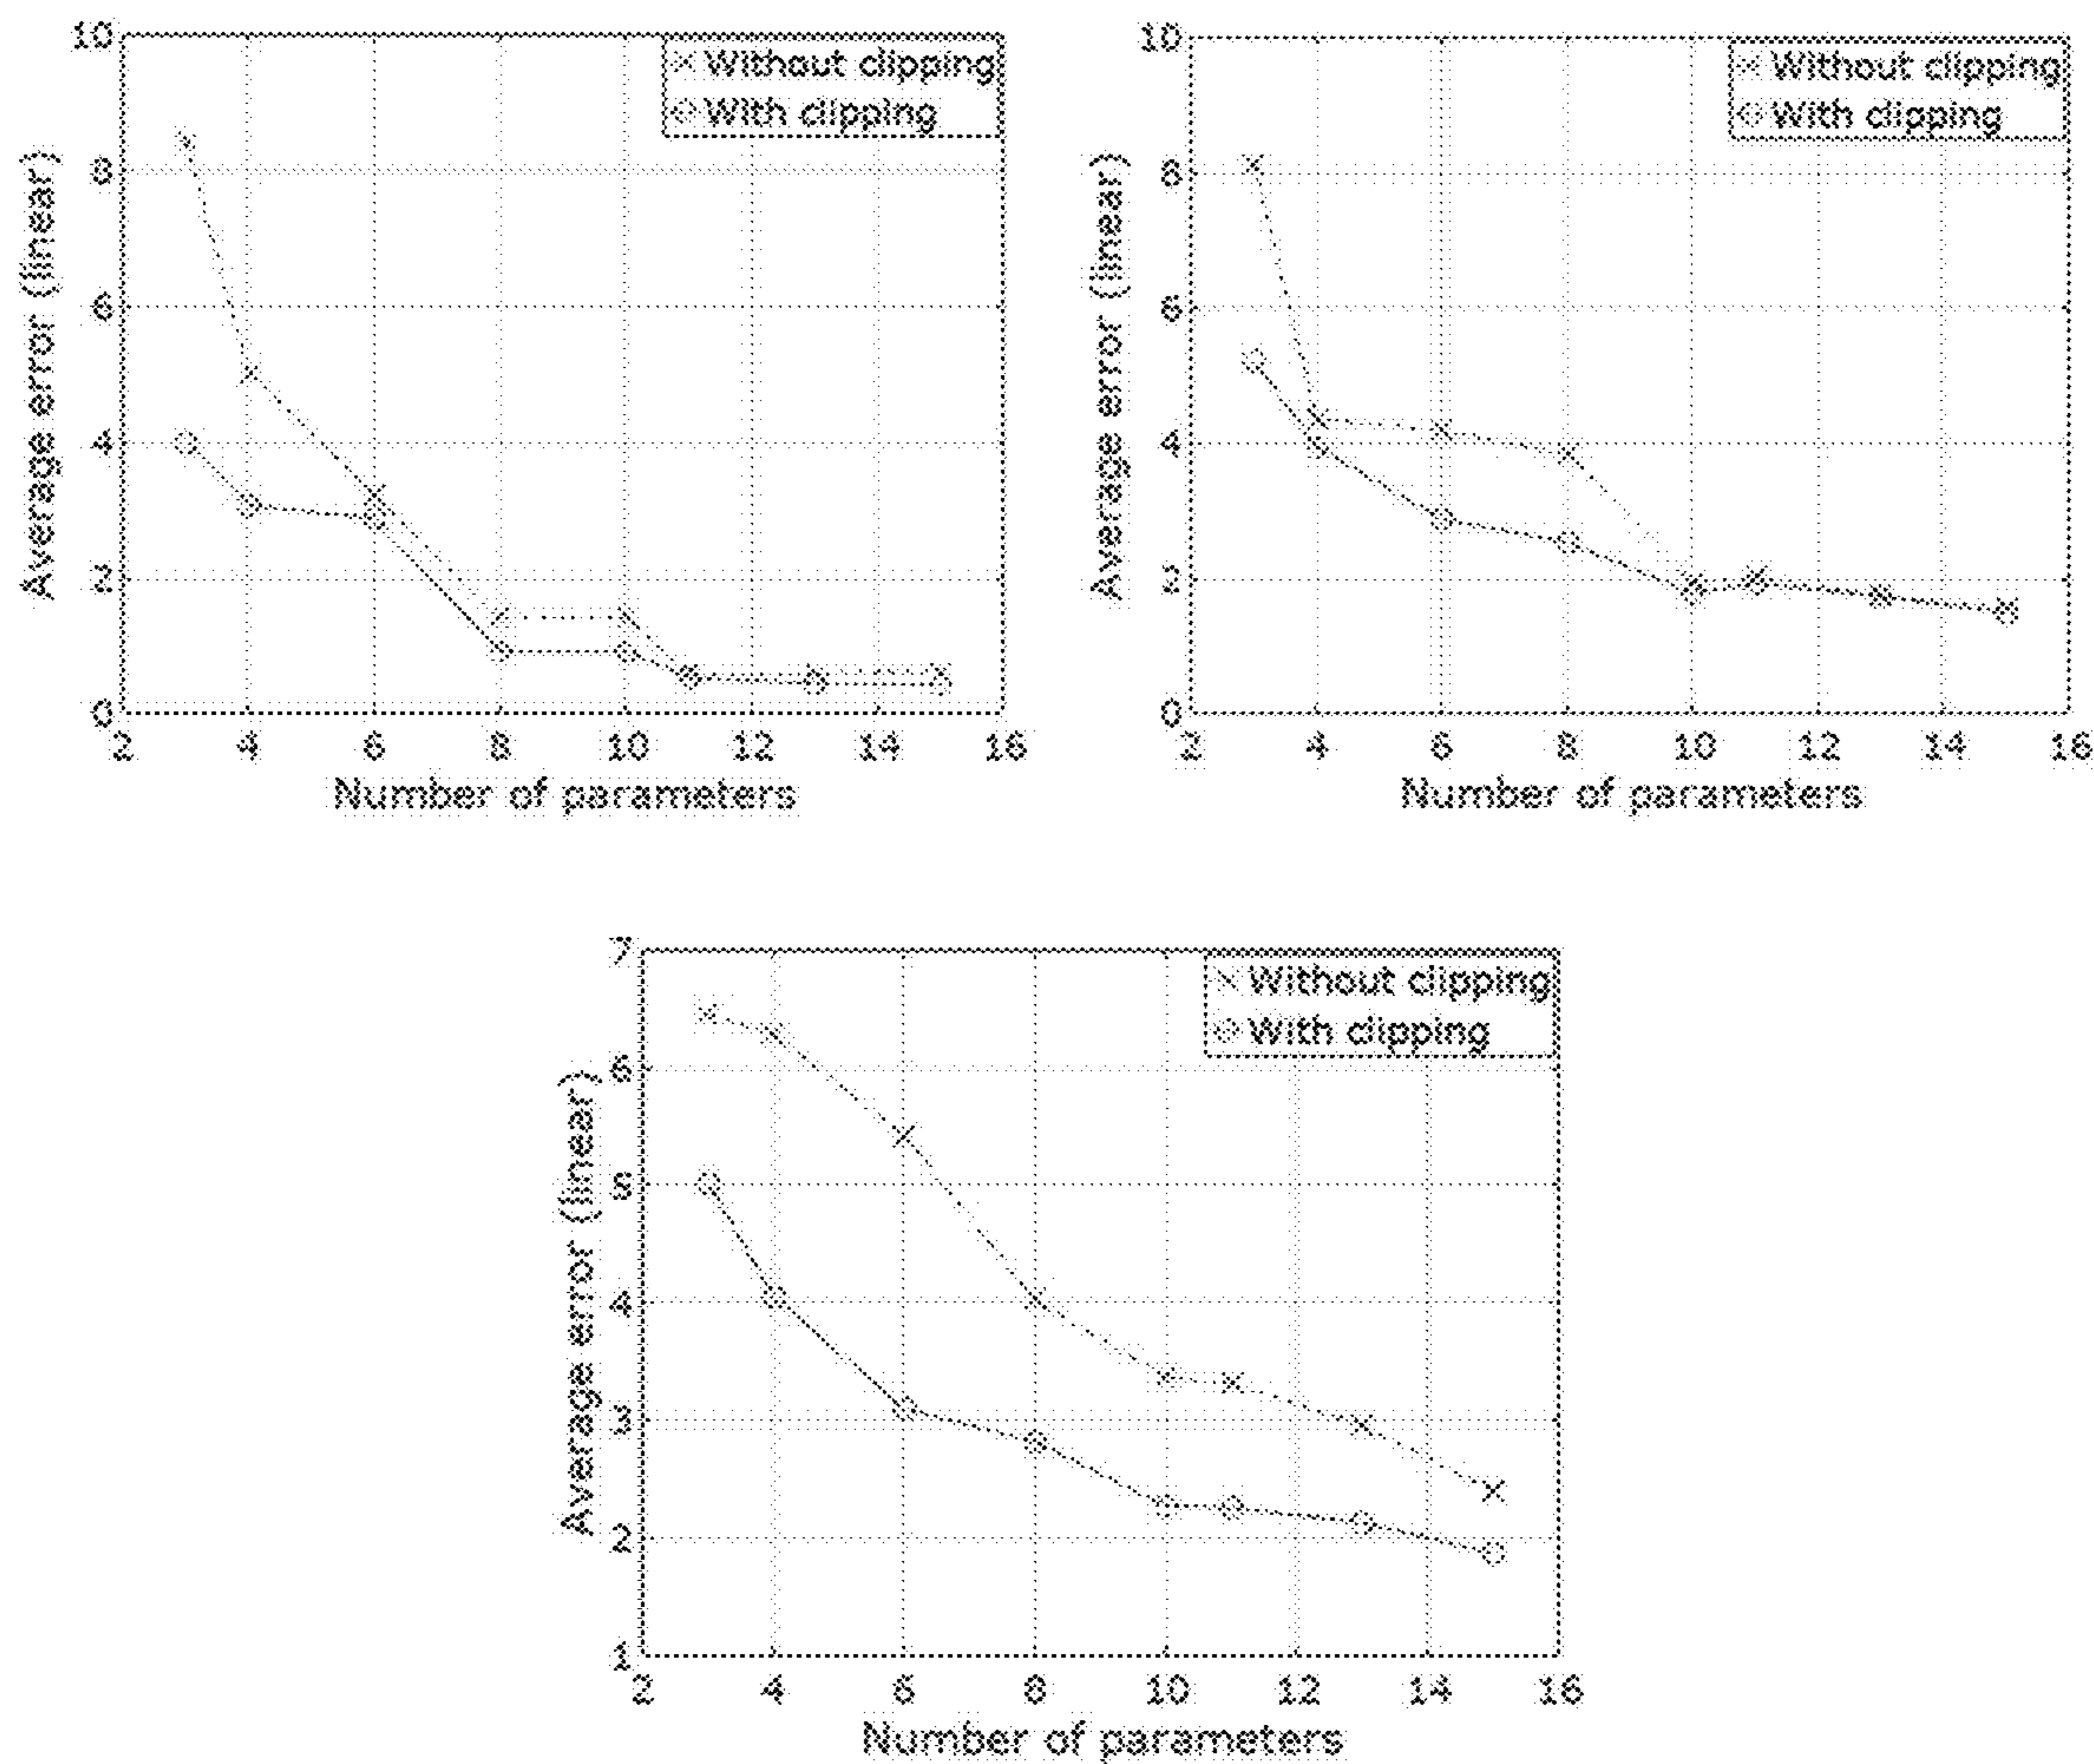 10
8
6
4
2
0
Average error (linear)
Without clipping
With clipping
2 4 6 8 10 12 14 16
Number of parameters
10
8
6
4
2
0
Average error (linear)
Without clipping
With clipping
2 4 6 8 10 12 14 16
Number of parameters
7
6
5
4
3
2
1
Average error (linear)
Without clipping
With clipping
2 4 6 8 10 12 14 16
Number of parameters